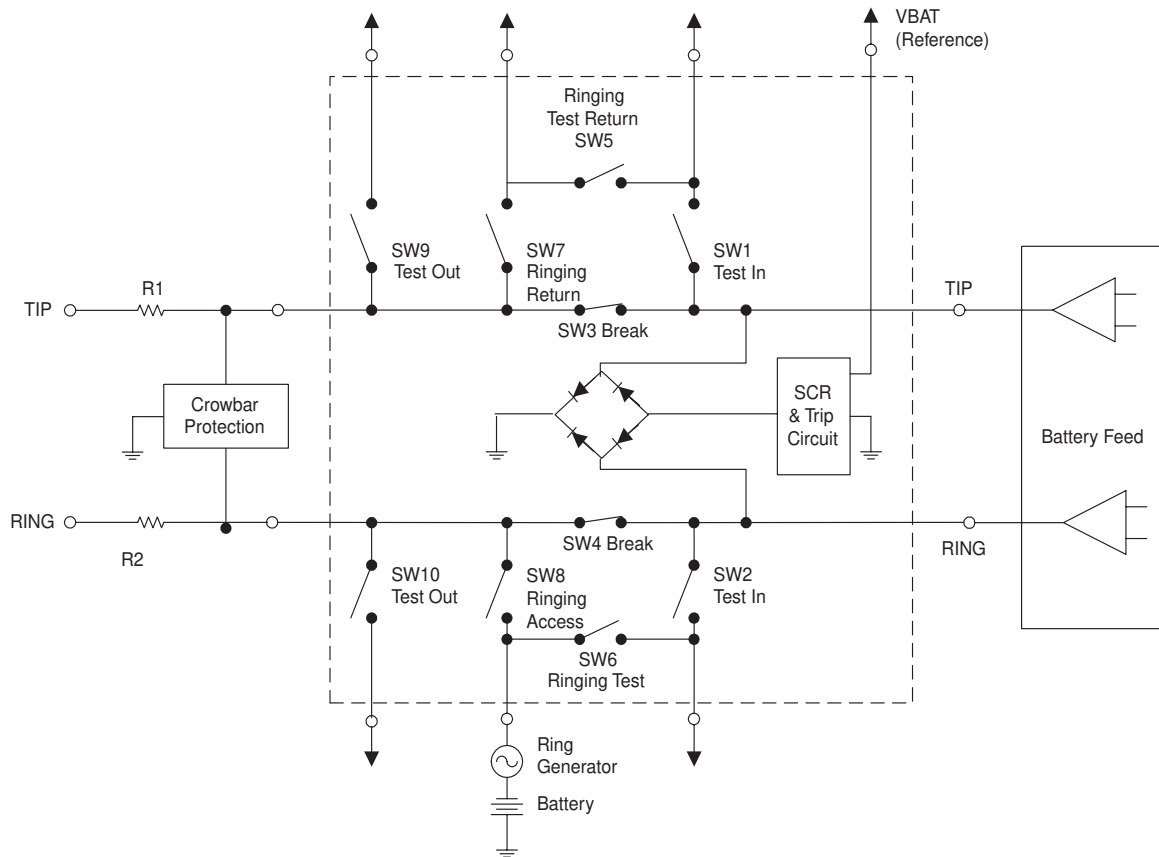 VBAT
(Reference)
Ringing
Test Return
SW5
SW9
Test Out
SW7
Ringing
Return
SW1
Test In
TIP
R1
SW3 Break
TIP
Crowbar
Protection
SCR
& Trip
Circuit
Battery Feed
RING
R2
SW4 Break
RING
SW10
Test Out
SW8
Ringing
Access
SW2
Test In
SW6
Ringing Test
Ring
Generator
Battery